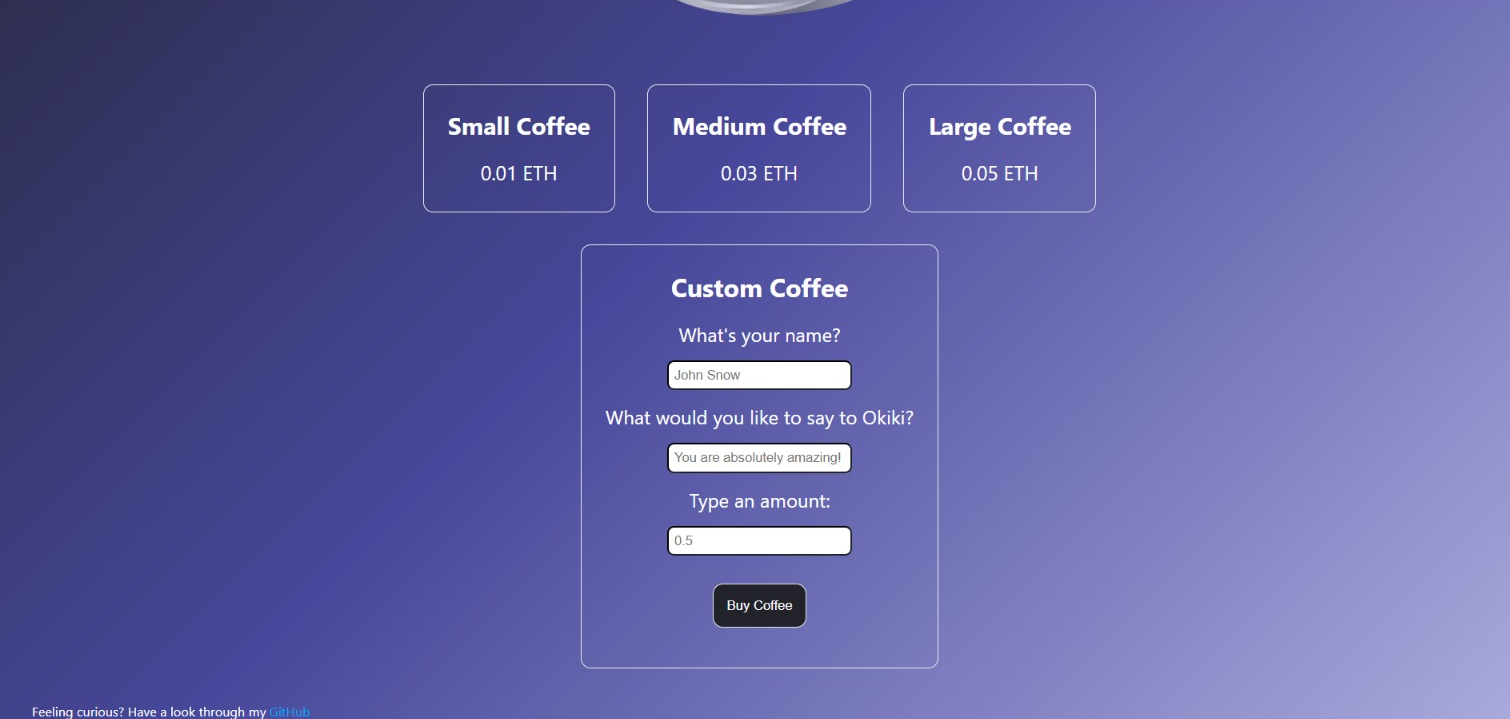 Small Coffee
0.01 ETH
Medium Coffee
0.03 ETH
Large Coffee
0.05 ETH
Custom Coffee
What's your name?
John Snow
What would you like to say to Okiki?
You are absolutely amazing!
Type an amount:
0.5
Buy Coffee
Feeling curious? Have a look through my GitHub